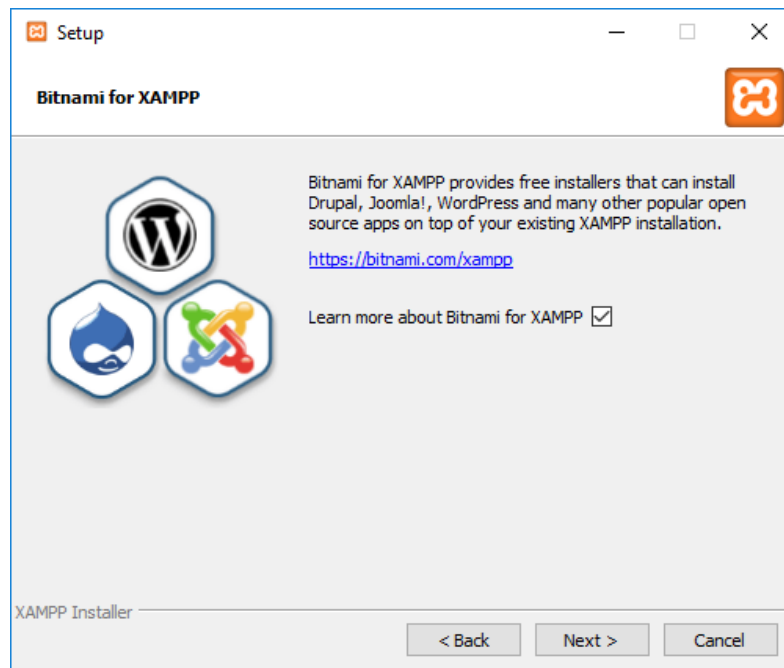 Setup
Bitnami for XAMPP
Bitnami for XAMPP provides free installers that can install
Drupal, Joomla!, WordPress and many other popular open
source apps on top of your existing XAMPP installation.
https://bitnami.com/xampp
Learn more about Bitnami for XAMPP
XAMPP Installer
< Back
Next >
Cancel